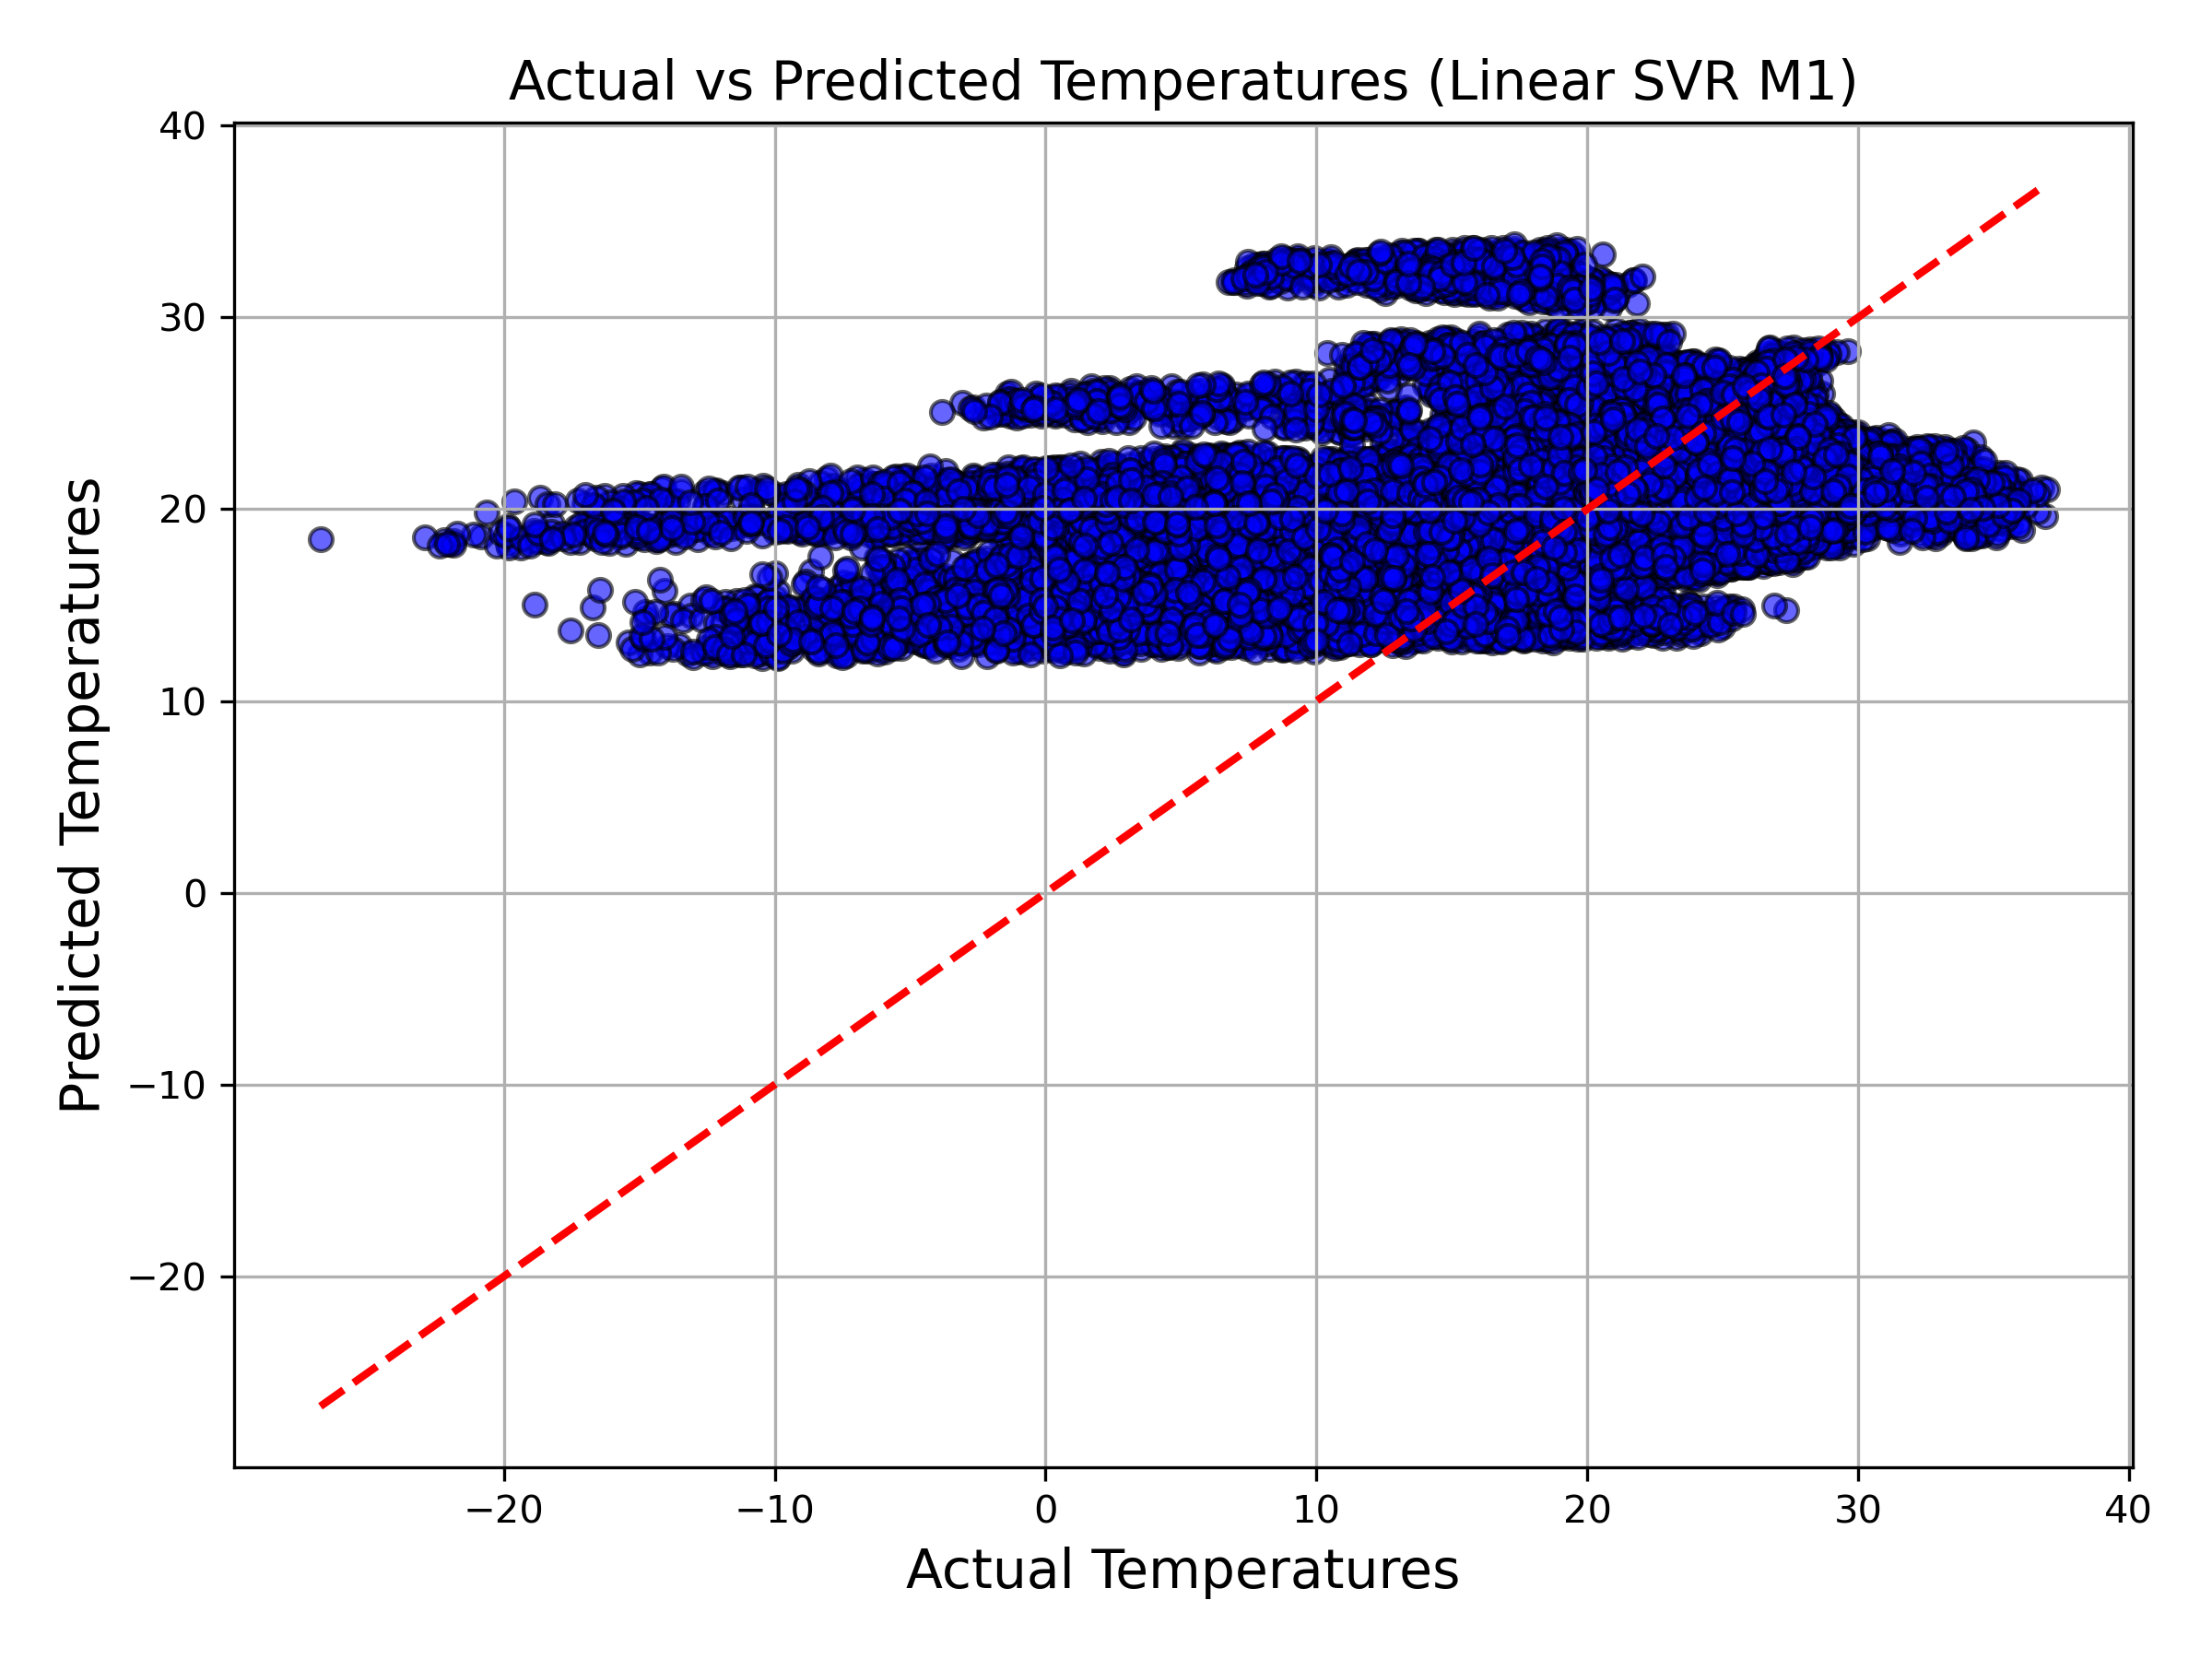 Actual vs Predicted Temperatures (Linear SVR M1)
40
30
20
10
0
−10
−20
Predicted Temperatures
−20 −10 0 10 20 30 40
Actual Temperatures